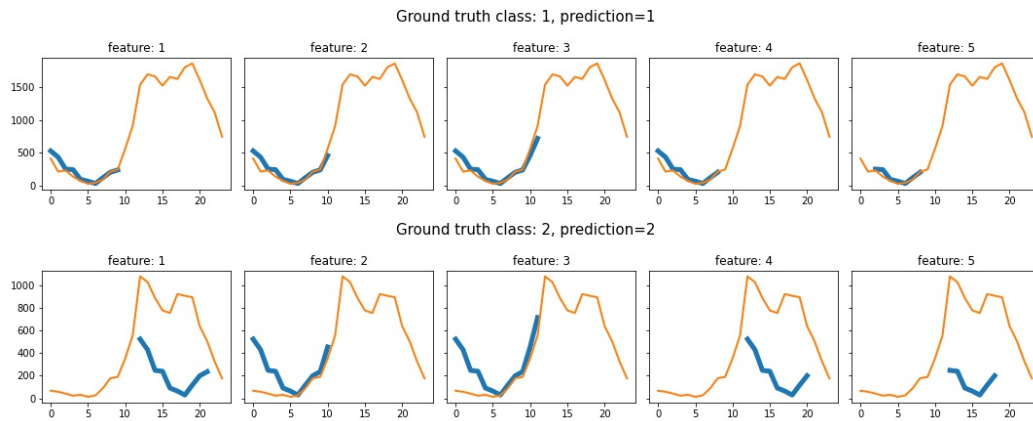 Ground truth class: 1, prediction=1
feature: 1 feature: 2 feature: 3 feature: 4 feature: 5
1500
1000
500
0
0 5 10 15 20 0 5 10 15 20 0 5 10 15 20 0 5 10 15 20 0 5 10 15 20
Ground truth class: 2, prediction=2
feature: 1 feature: 2 feature: 3 feature: 4 feature: 5
1000
800
600
400
200
0
0 5 10 15 20 0 5 10 15 20 0 5 10 15 20 0 5 10 15 20 0 5 10 15 20